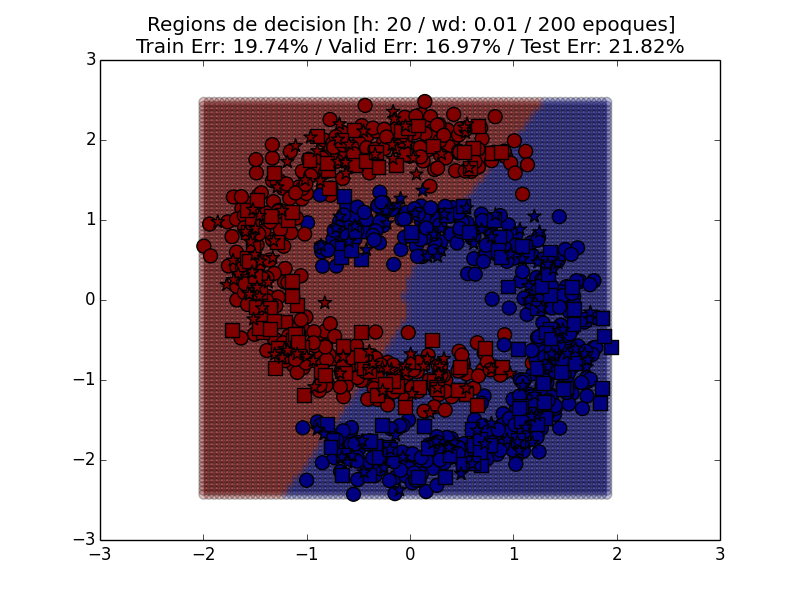 Regions de decision [h: 20 / wd: 0.01 / 200 epoques]
Train Err: 19.74% / Valid Err: 16.97% / Test Err: 21.82%
3
2
1
0
−1
−2
−3
−3 −2 −1 0 1 2 3